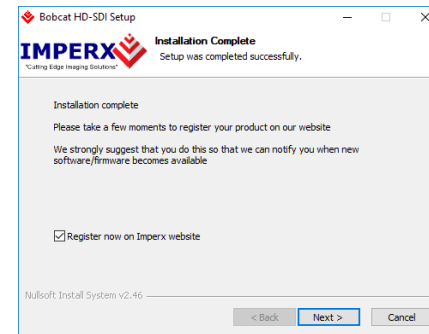 Bobcat HD-SDI Setup
IMPERX
"Cutting Edge Imaging Solutions"
Installation Complete
Setup was completed successfully.
Installation complete
Please take a few moments to register your product on our website
We strongly suggest that you do this so that we can notify you when new
software/firmware becomes available
Register now on Imperx website
Nullsoft Install System v2.46
< Back Next > Cancel